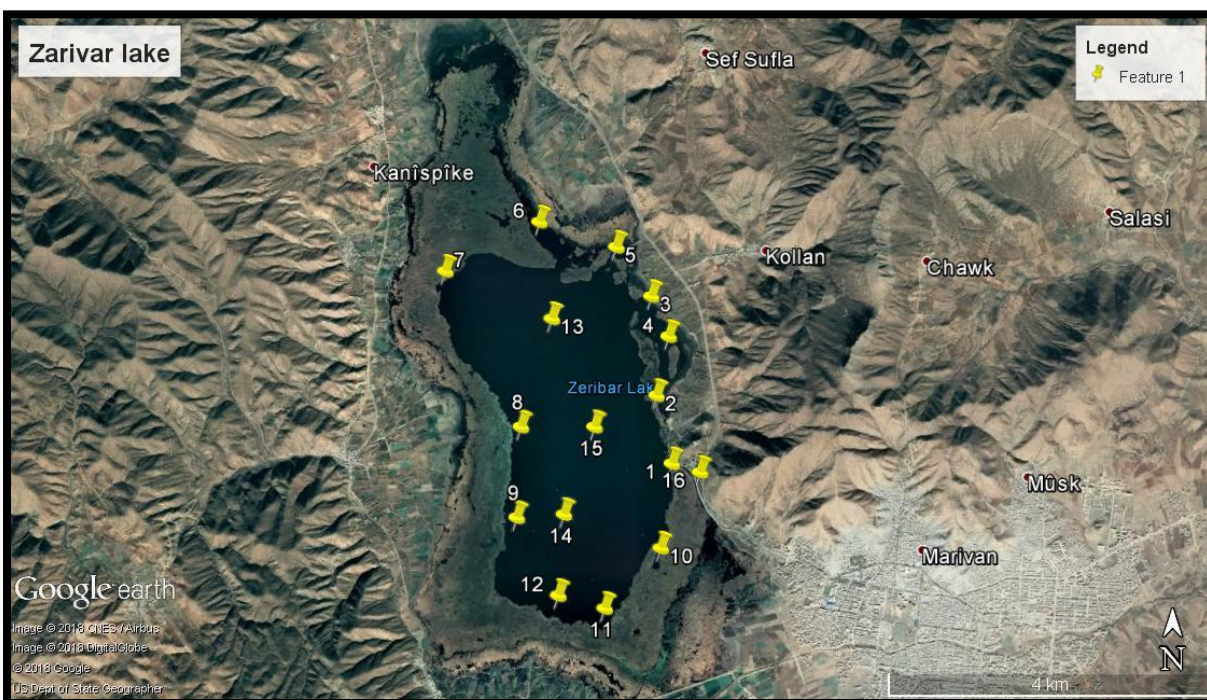 Zarivar lake
Legend
Feature 1
Sef Sufla
Kanîspîke
Salasi
6
5
Kollan
Chawk
7
3
13
4
Zeribar Lak
2
8
15
1
16
Mûsk
9
14
10
Marivan
12
11
Google earth
Image © 2018 CNES / Airbus
Image © 2018 DigitalGlobe
© 2018 Google
US Dept of State Geographer
N
4 km